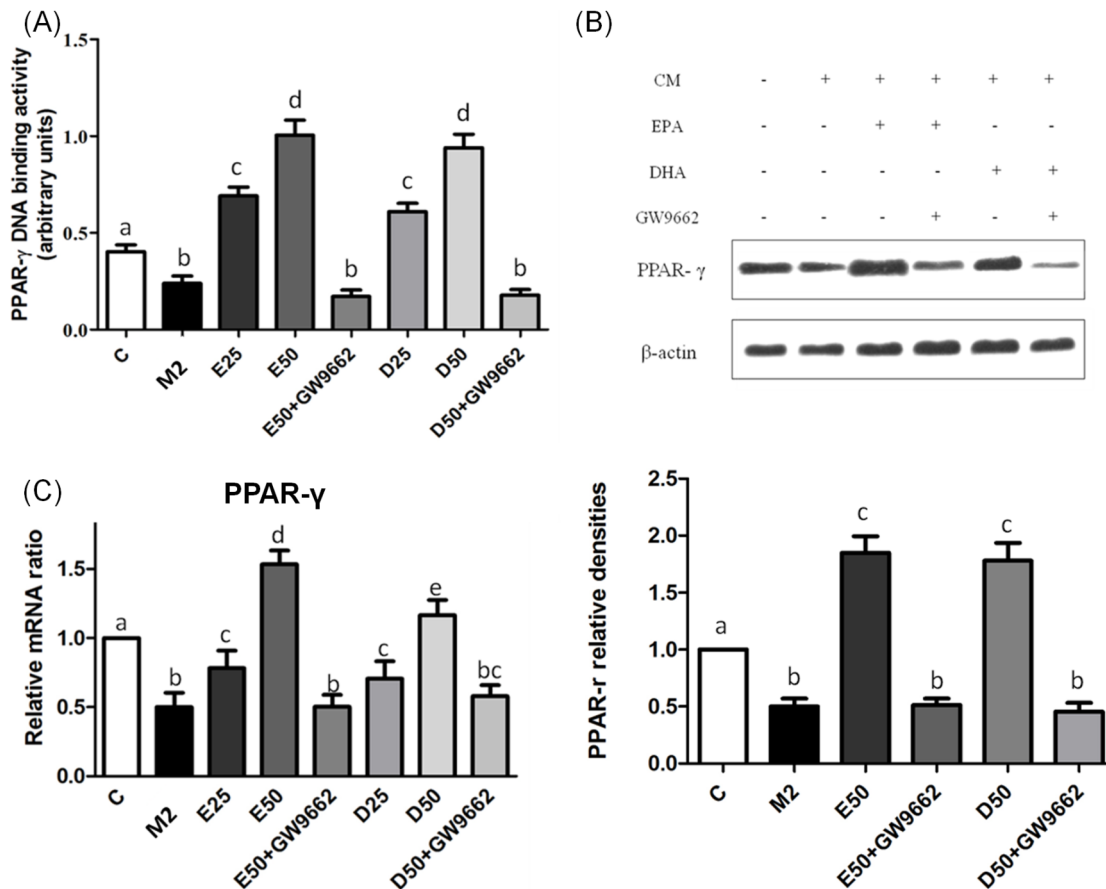 (A)
PPAR-γ DNA binding activity
(arbitrary units)
1.5
1.0
0.5
0.0
a
b
c
d
b
c
d
b
C
M2
E25
E50
E50+GW9662
D25
D50
D50+GW9662
(B)
CM - + + + + +
EPA - - + + - -
DHA - - - - + +
GW9662 - - - + - +
PPAR- γ
β-actin
(C)
PPAR-γ
Relative mRNA ratio
1.5
1.0
0.5
0.0
a
b
c
d
b
c
e
bc
C
M2
E25
E50
E50+GW9662
D25
D50
D50+GW9662
PPAR-r relative densities
2.5
2.0
1.5
1.0
0.5
0.0
a
b
c
b
c
b
C
M2
E50
E50+GW9662
D50
D50+GW9662